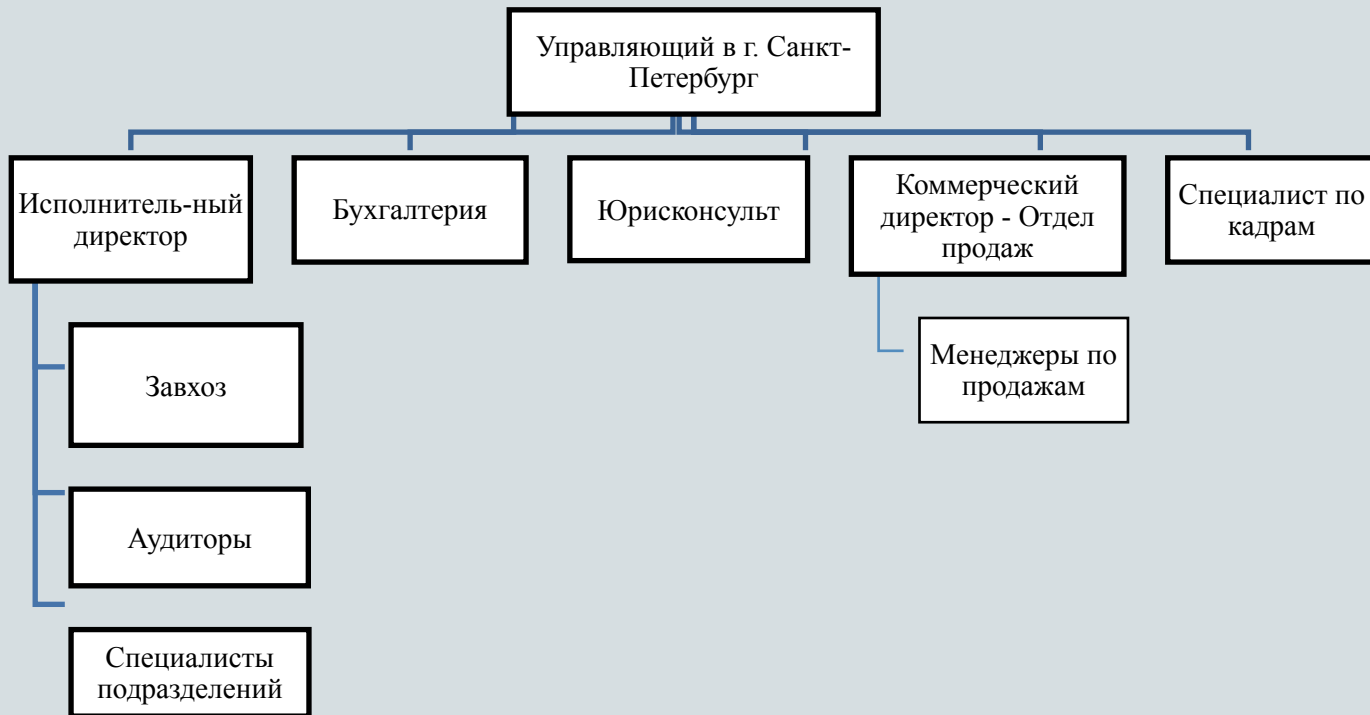 Управляющий в г. Санкт-
Петербург
Исполнитель-ный
директор
Бухгалтерия
Юрисконсульт
Коммерческий
директор - Отдел
продаж
Специалист по
кадрам
Завхоз
Менеджеры по
продажам
Аудиторы
Специалисты
подразделений